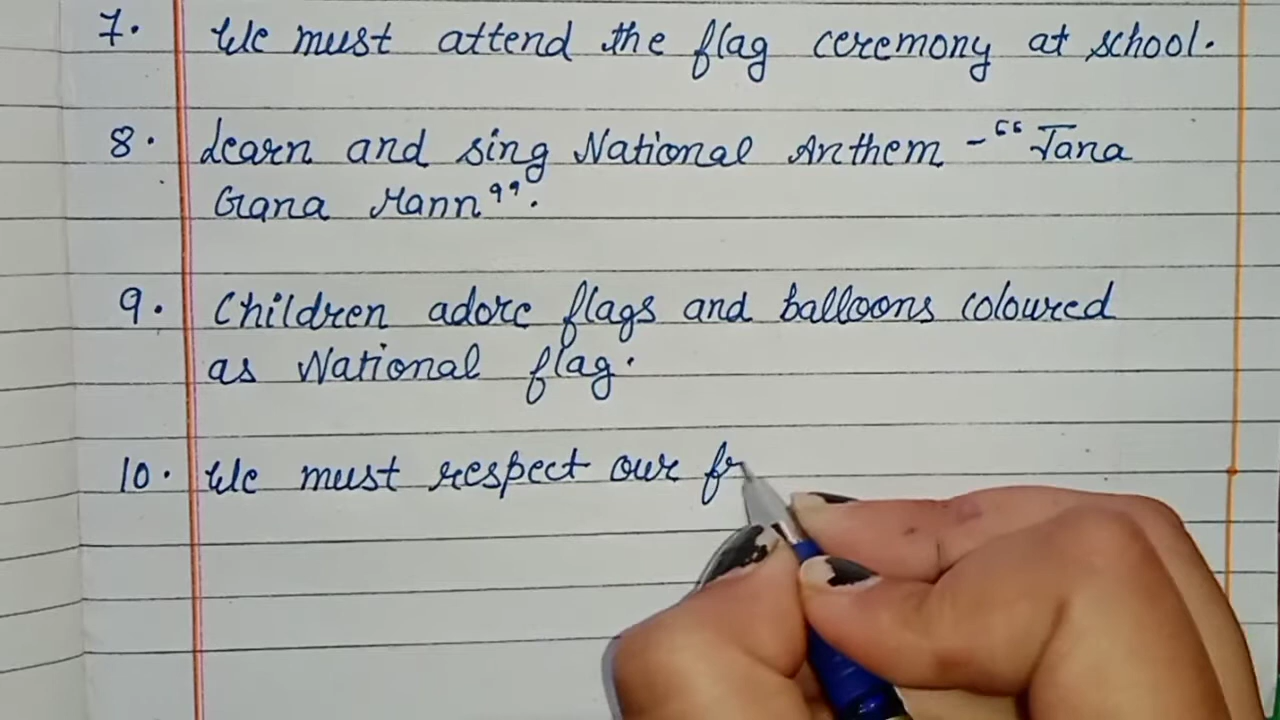 7. We must attend the flag ceremony at school.
8. Learn and sing National Anthem - "Jana
Gana Mann".
9. Children adore flags and balloons coloured
as National flag.
10. We must respect our fr